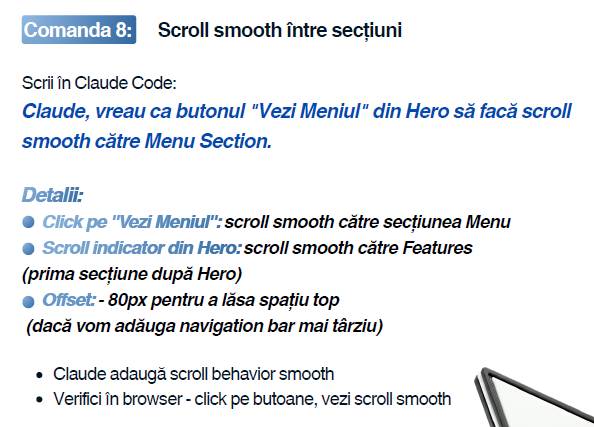 Comanda 8: Scroll smooth între secțiuni
Scrii în Claude Code:
Claude, vreau ca butonul "Vezi Meniul" din Hero să facă scroll
smooth către Menu Section.
Detalii:
Click pe "Vezi Meniul": scroll smooth către secțiunea Menu
Scroll indicator din Hero: scroll smooth către Features
(prima secțiune după Hero)
Offset: - 80px pentru a lăsa spațiu top
(dacă vom adăuga navigation bar mai târziu)
• Claude adaugă scroll behavior smooth
• Verifici în browser - click pe butoane, vezi scroll smooth